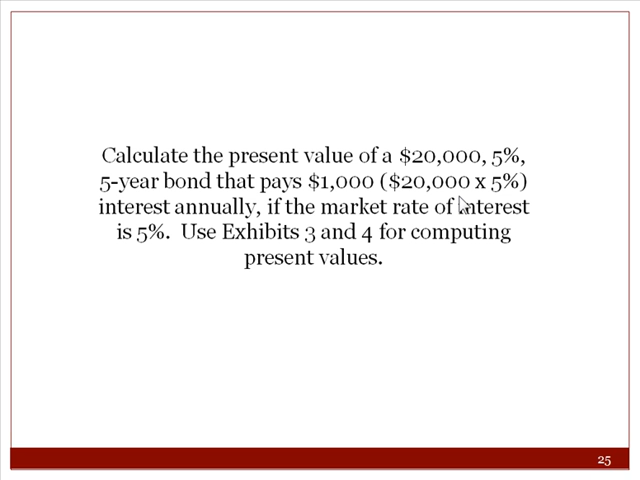 Calculate the present value of a $20,000, 5%,
5-year bond that pays $1,000 ($20,000 x 5%)
interest annually, if the market rate of interest
is 5%. Use Exhibits 3 and 4 for computing
present values.
25